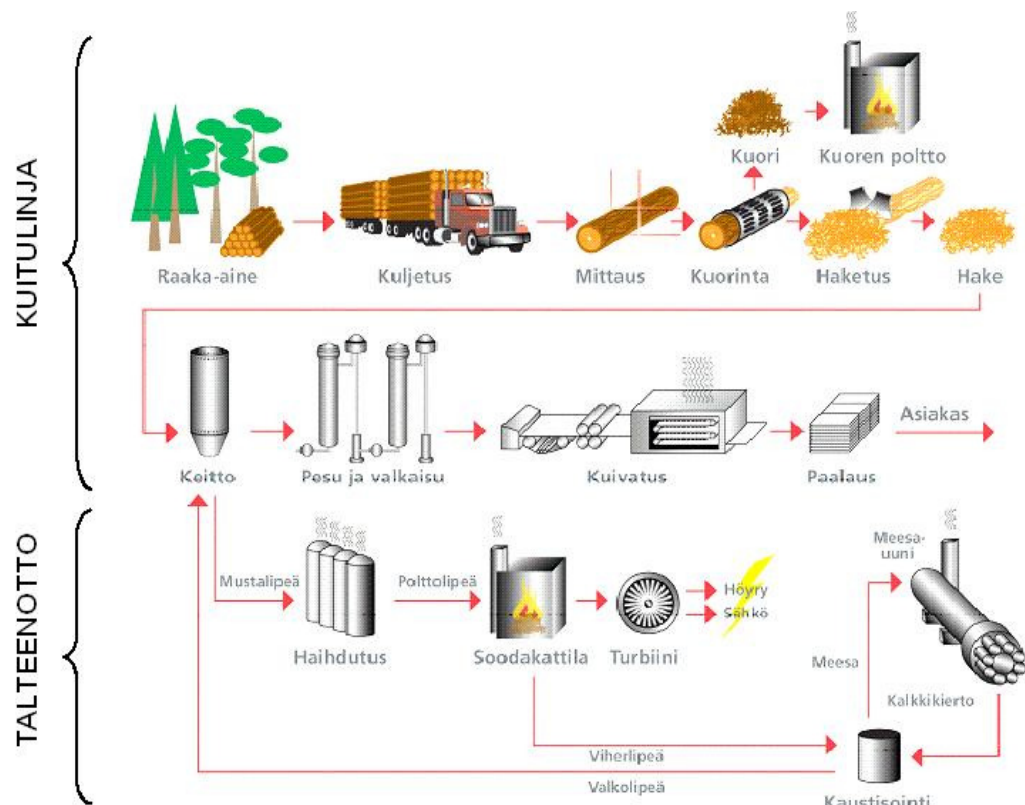 KUITULINJA
Kuori
Kuoren poltto
Raaka-aine
Kuljetus
Mittaus
Kuorinta
Haketus
Hake
Keitto
Pesu ja valkaisu
Kuivatus
Paalaus
Asiakas
TALTEENOTTO
Mustalipeä
Haihdutus
Polttolipeä
Soodakattila
Turbiini
Höyry
Sähkö
Meesa-
uuni
Meesa
Kalkkikierto
Viherlipeä
Valkolipeä
Kaustisointi